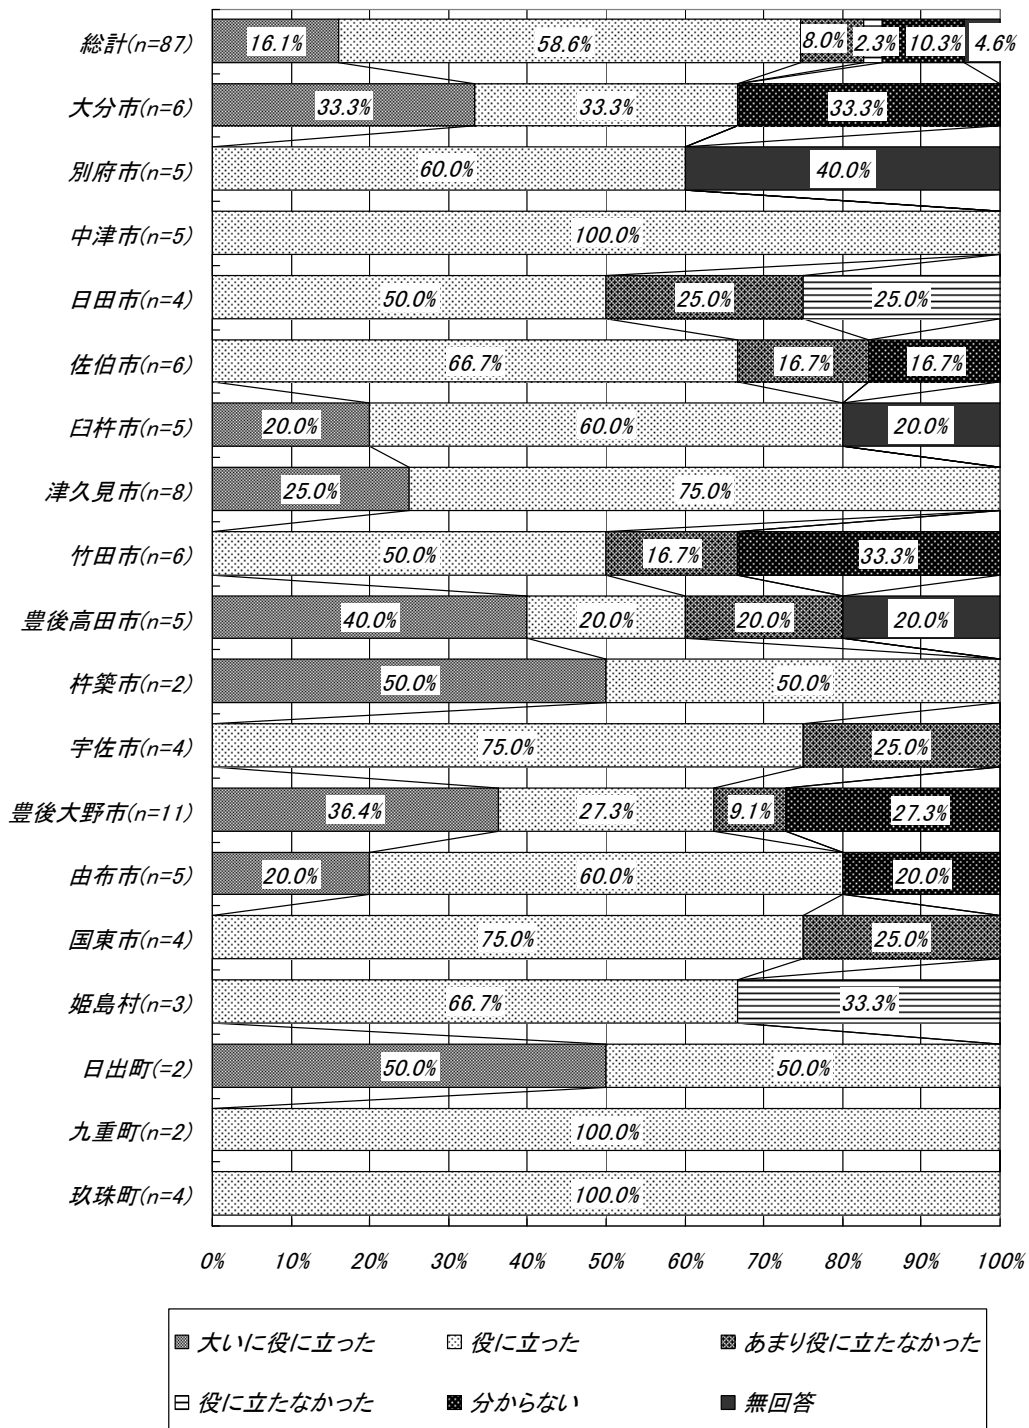 総計(n=87) 16.1% 58.6% 8.0% 2.3% 10.3% 4.6%
大分市(n=6) 33.3% 33.3% 33.3%
別府市(n=5) 60.0% 40.0%
中津市(n=5) 100.0%
日田市(n=4) 50.0% 25.0% 25.0%
佐伯市(n=6) 66.7% 16.7% 16.7%
臼杵市(n=5) 20.0% 60.0% 20.0%
津久見市(n=8) 25.0% 75.0%
竹田市(n=6) 50.0% 16.7% 33.3%
豊後高田市(n=5) 40.0% 20.0% 20.0% 20.0%
杵築市(n=2) 50.0% 50.0%
宇佐市(n=4) 75.0% 25.0%
豊後大野市(n=11) 36.4% 27.3% 9.1% 27.3%
由布市(n=5) 20.0% 60.0% 20.0%
国東市(n=4) 75.0% 25.0%
姫島村(n=3) 66.7% 33.3%
日出町(=2) 50.0% 50.0%
九重町(n=2) 100.0%
玖珠町(n=4) 100.0%
0% 10% 20% 30% 40% 50% 60% 70% 80% 90% 100%
大いに役に立った 役に立った あまり役に立たなかった
役に立たなかった 分からない 無回答